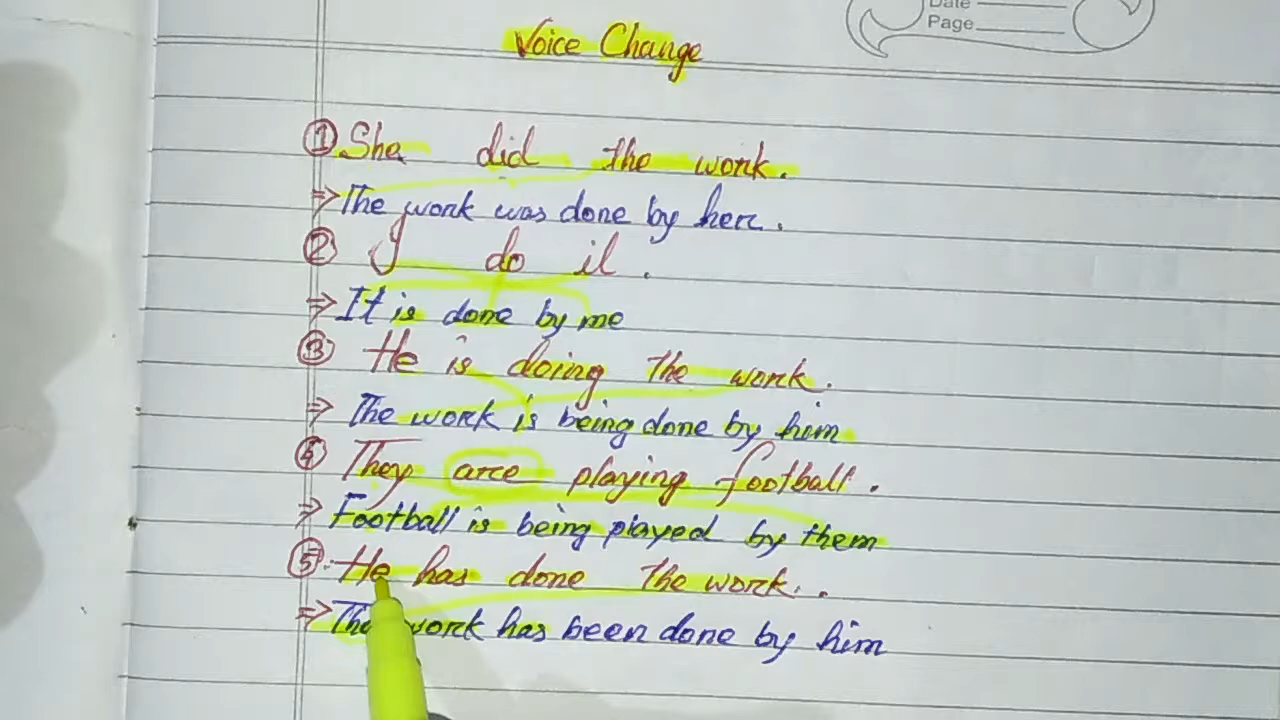 Date
Page
Voice Change
① She did the work.
⇒ The work was done by her.
② I do it.
⇒ It is done by me
③ He is doing the work.
⇒ The work is being done by him
④ They are playing football.
⇒ Football is being played by them
⑤ He has done the work.
⇒ The work has been done by him